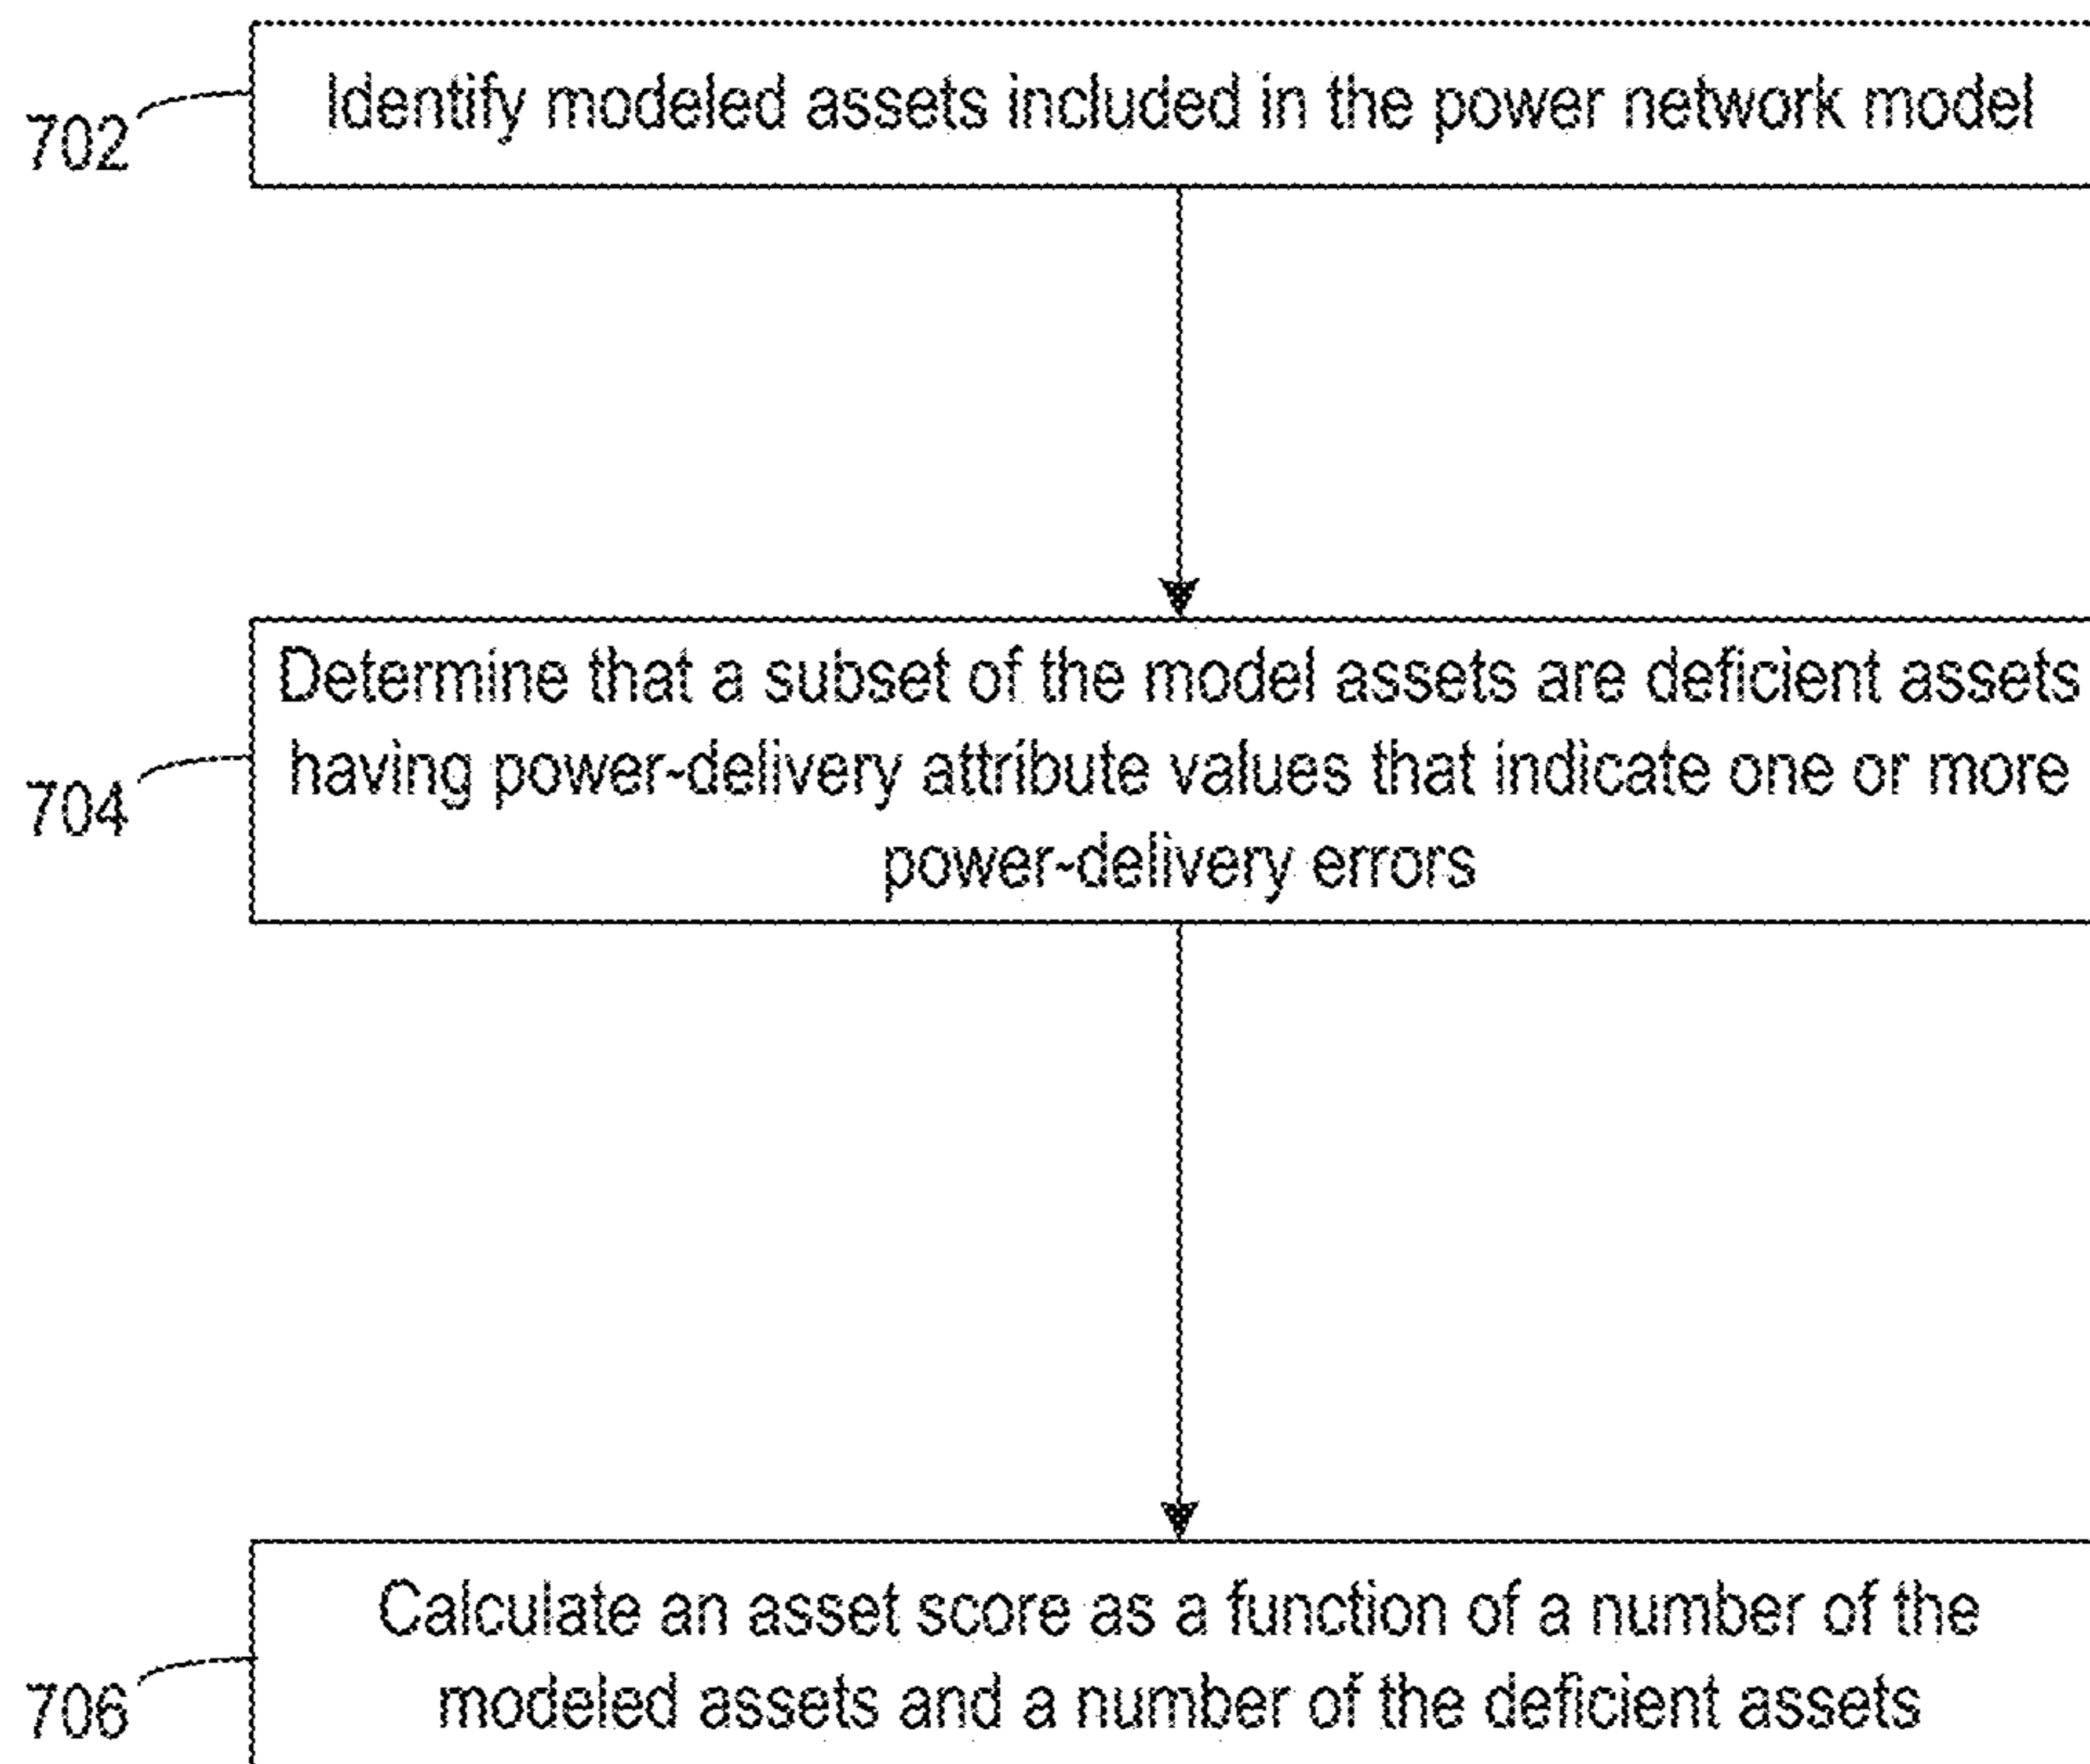 702
Identify modeled assets included in the power network model
704
Determine that a subset of the model assets are deficient assets
having power-delivery attribute values that indicate one or more
power-delivery errors
706
Calculate an asset score as a function of a number of the
modeled assets and a number of the deficient assets